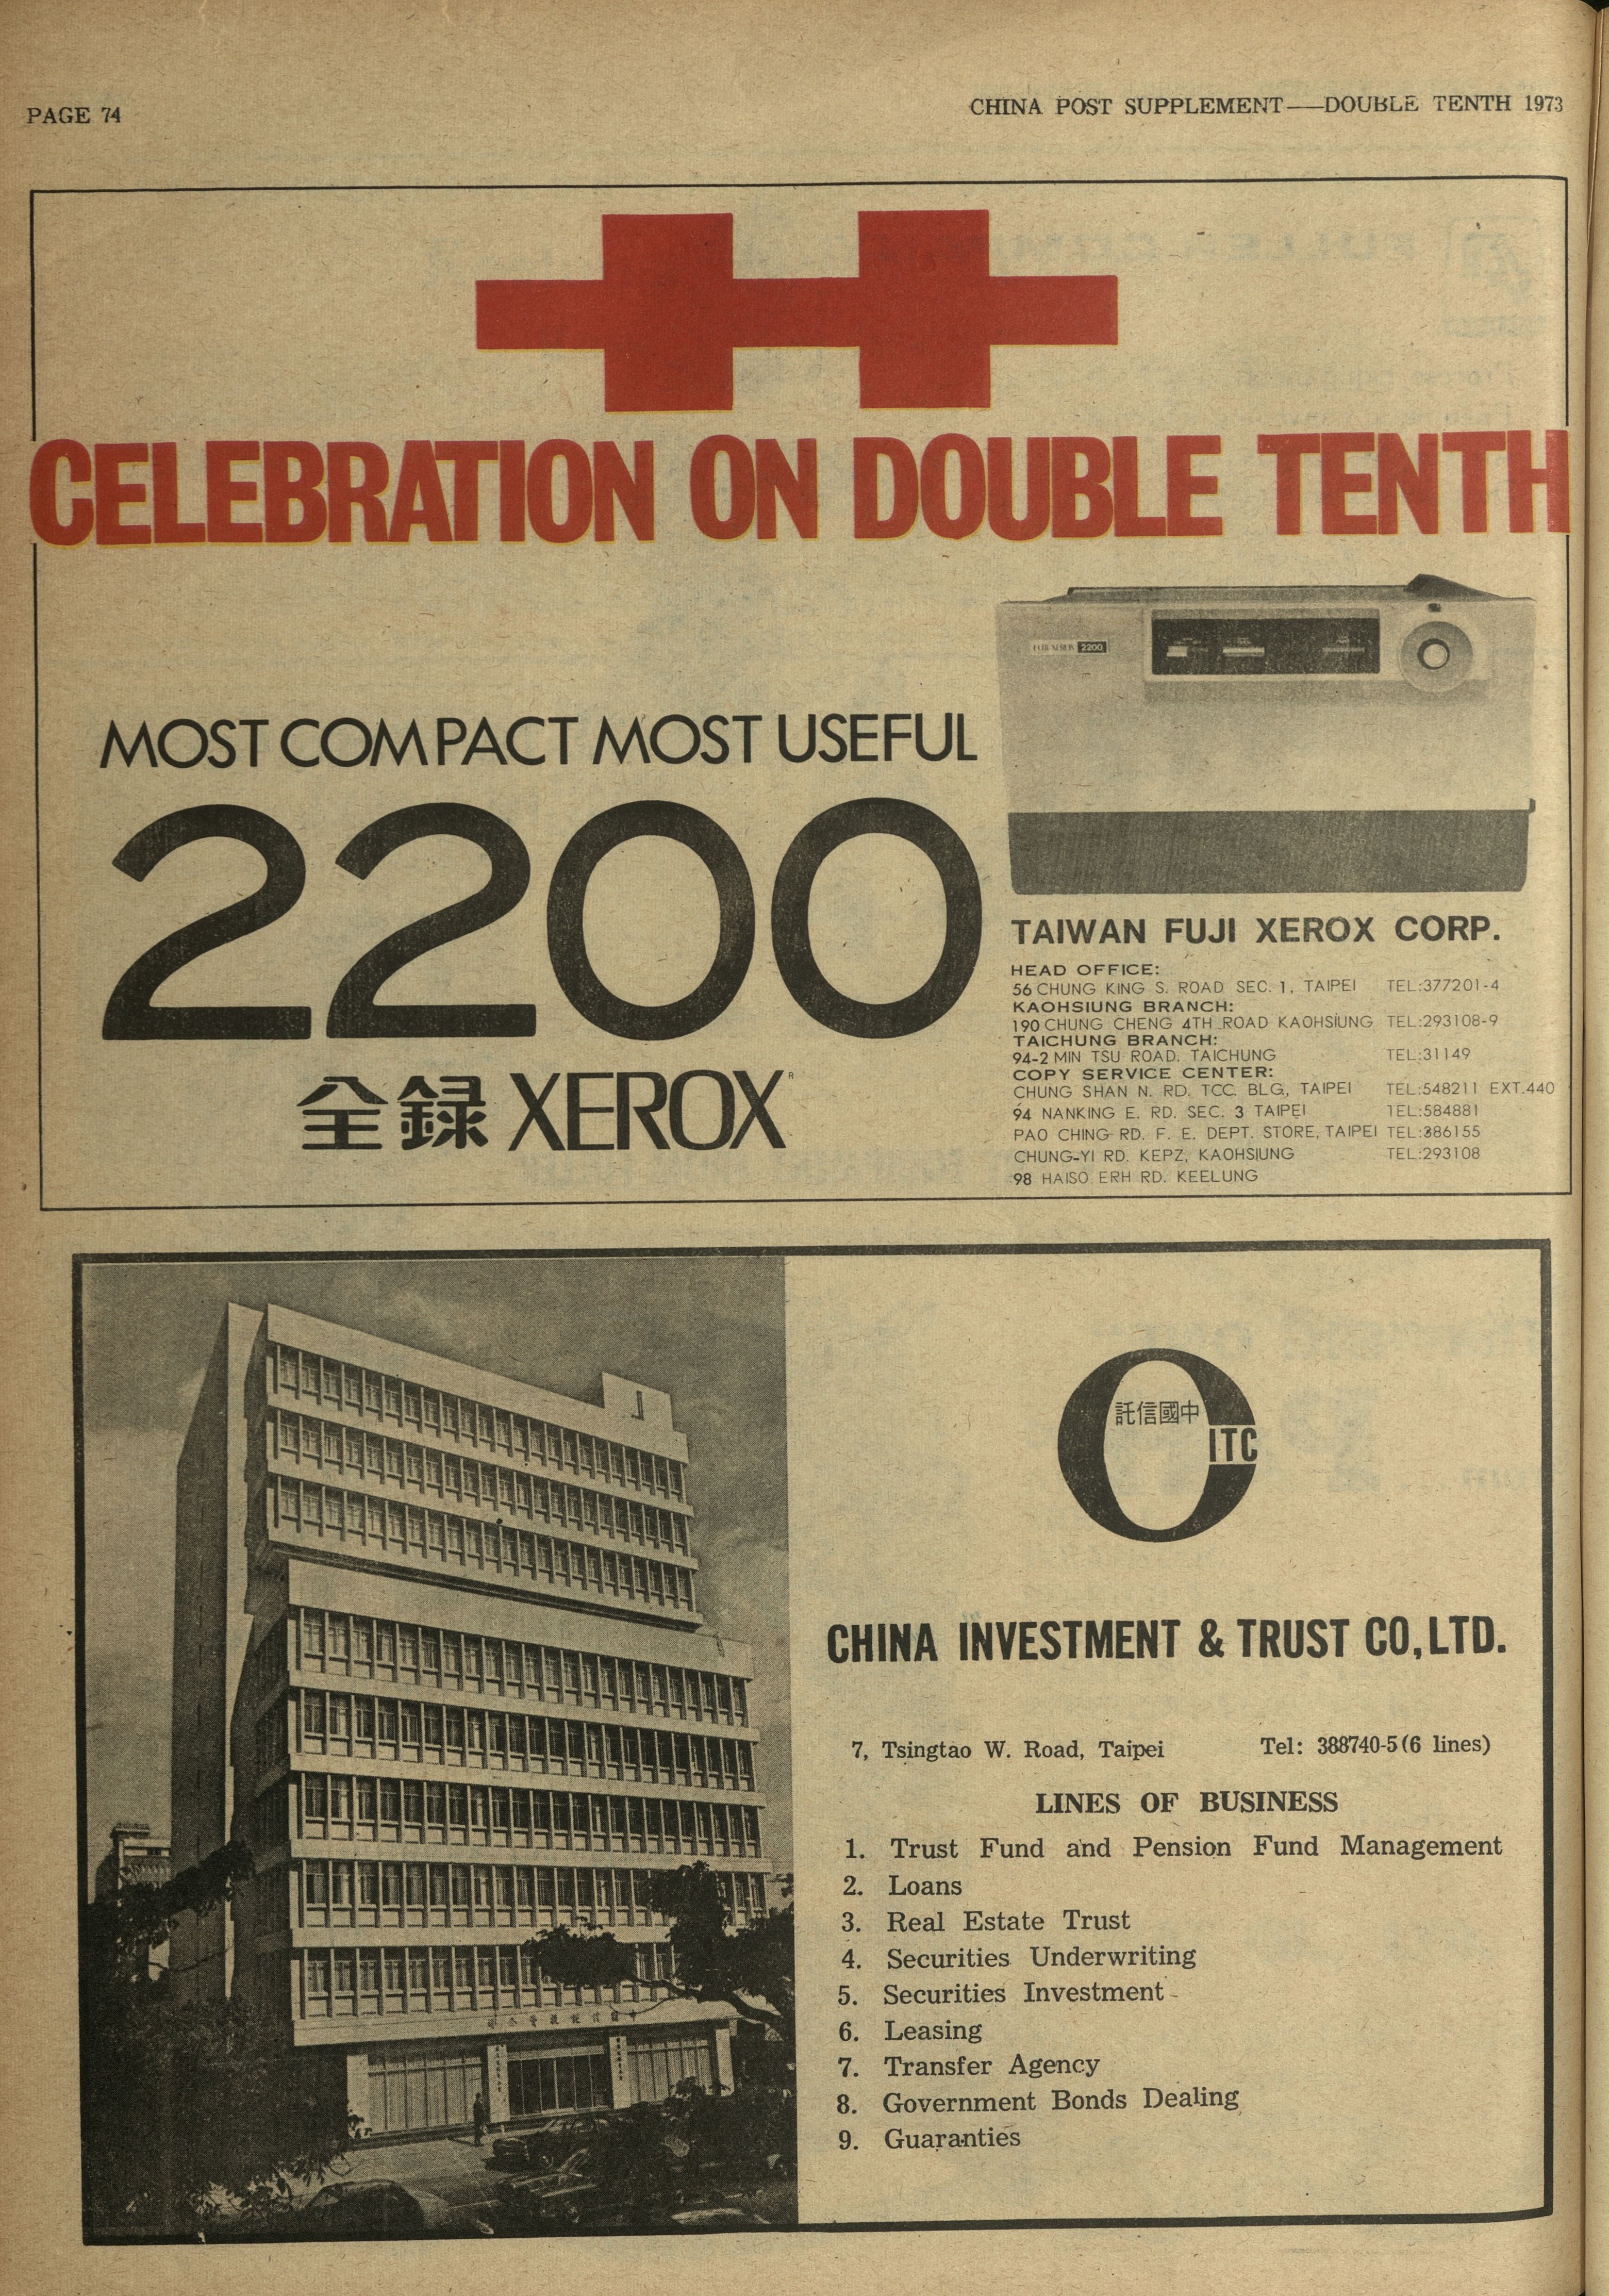 PAGE 74
CHINA POST SUPPLEMENT——DOUBLE TENTH 1973
CELEBRATION ON DOUBLE TENTH
FUJI XEROX 2200
MOST COMPACT MOST USEFUL
2200
全録 XEROX®
TAIWAN FUJI XEROX CORP.
HEAD OFFICE:
56 CHUNG KING S. ROAD SEC. 1, TAIPEI TEL:377201-4
KAOHSIUNG BRANCH:
190 CHUNG CHENG 4TH ROAD KAOHSIUNG TEL:293108-9
TAICHUNG BRANCH:
94-2 MIN TSU ROAD. TAICHUNG TEL:31149
COPY SERVICE CENTER:
CHUNG SHAN N. RD. TCC. BLG, TAIPEI TEL:548211 EXT.440
94 NANKING E. RD. SEC. 3 TAIPEI TEL:584881
PAO CHING RD. F. E. DEPT. STORE, TAIPEI TEL:386155
CHUNG-YI RD. KEPZ, KAOHSIUNG TEL:293108
98 HAISO ERH RD. KEELUNG
託信國中
ITC
CHINA INVESTMENT & TRUST CO,LTD.
7, Tsingtao W. Road, Taipei Tel: 388740-5(6 lines)
LINES OF BUSINESS
1. Trust Fund and Pension Fund Management
2. Loans
3. Real Estate Trust
4. Securities Underwriting
5. Securities Investment
6. Leasing
7. Transfer Agency
8. Government Bonds Dealing
9. Guaranties